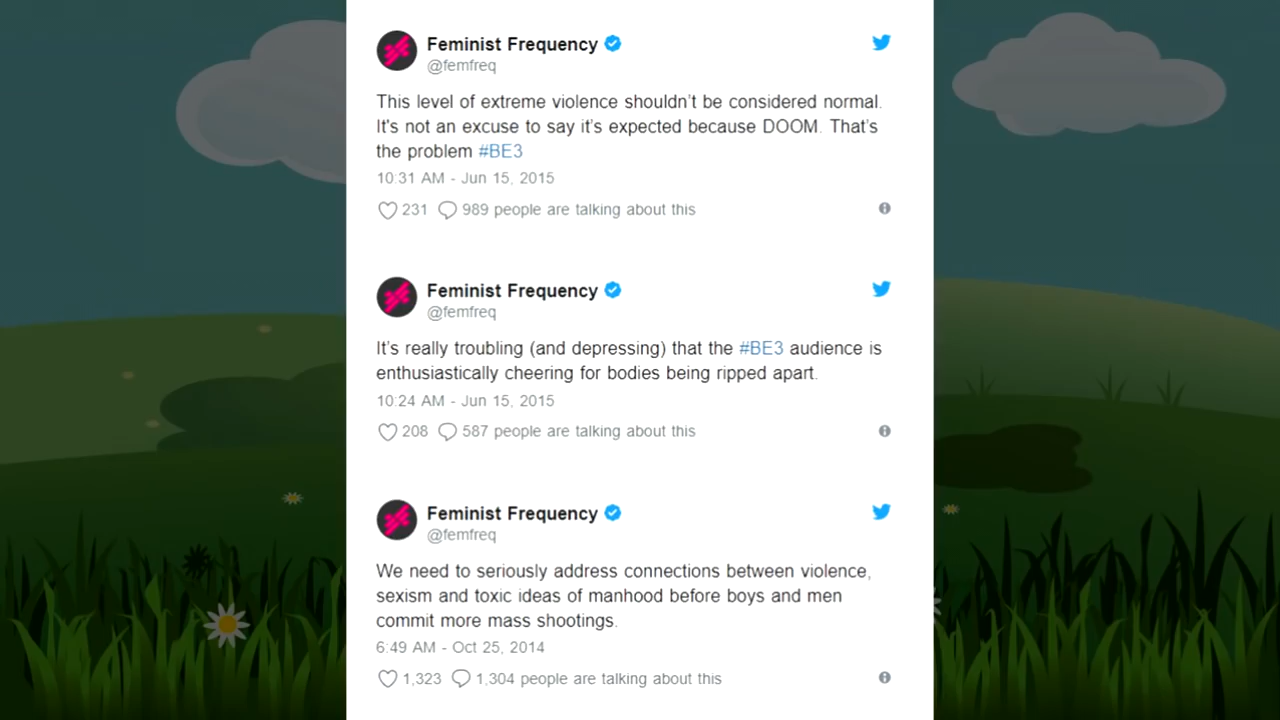 Feminist Frequency
@femfreq
This level of extreme violence shouldn't be considered normal.
It's not an excuse to say it's expected because DOOM. That's
the problem #BE3
10:31 AM - Jun 15, 2015
231 989 people are talking about this
Feminist Frequency
@femfreq
It's really troubling (and depressing) that the #BE3 audience is
enthusiastically cheering for bodies being ripped apart.
10:24 AM - Jun 15, 2015
208 587 people are talking about this
Feminist Frequency
@femfreq
We need to seriously address connections between violence,
sexism and toxic ideas of manhood before boys and men
commit more mass shootings.
6:49 AM - Oct 25, 2014
1,323 1,304 people are talking about this